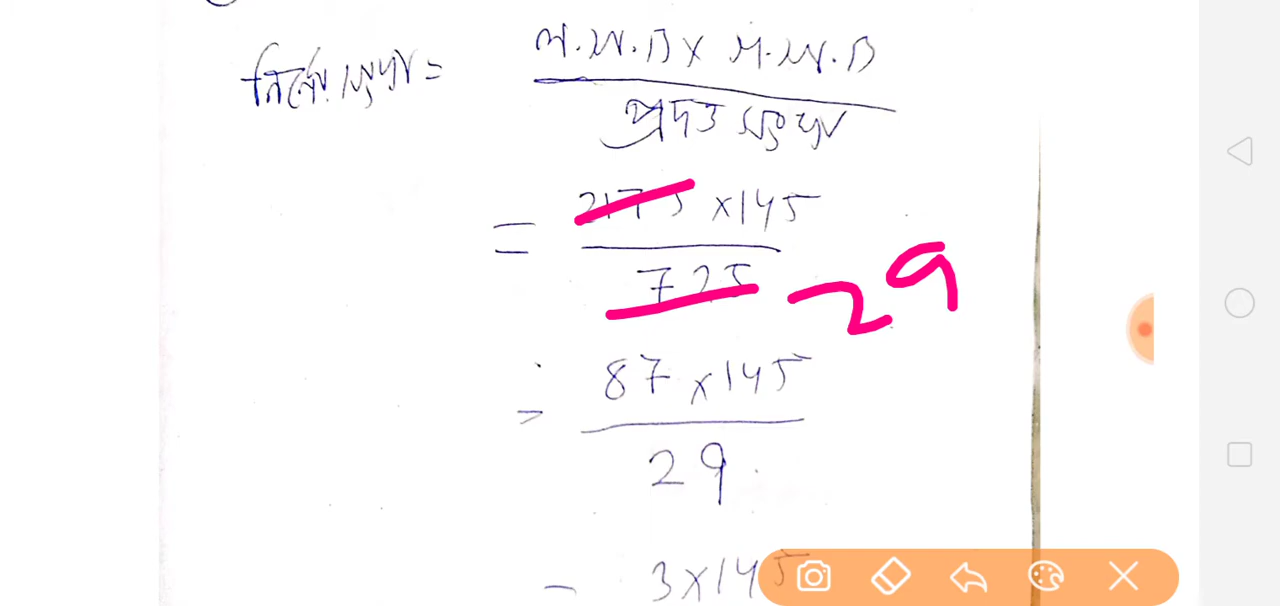 নির্ণেয় সংখ্যা = ল.সা.গু × গ.সা.গু
প্রদত্ত সংখ্যা
= 2175 × 145
725 29
= 87 × 145
29
= 3 × 145